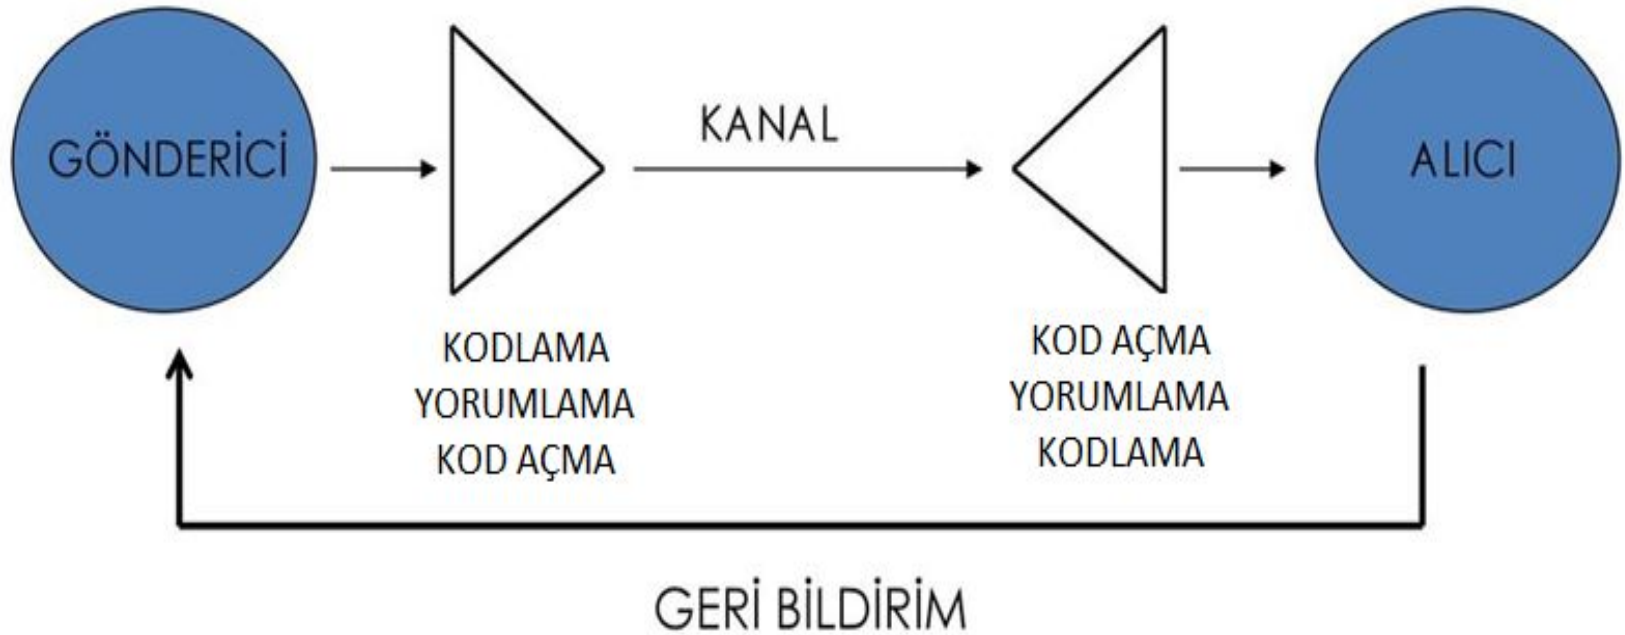 GÖNDERİCİ
KANAL
ALICI
KODLAMA
YORUMLAMA
KOD AÇMA
KOD AÇMA
YORUMLAMA
KODLAMA
GERİ BİLDİRİM